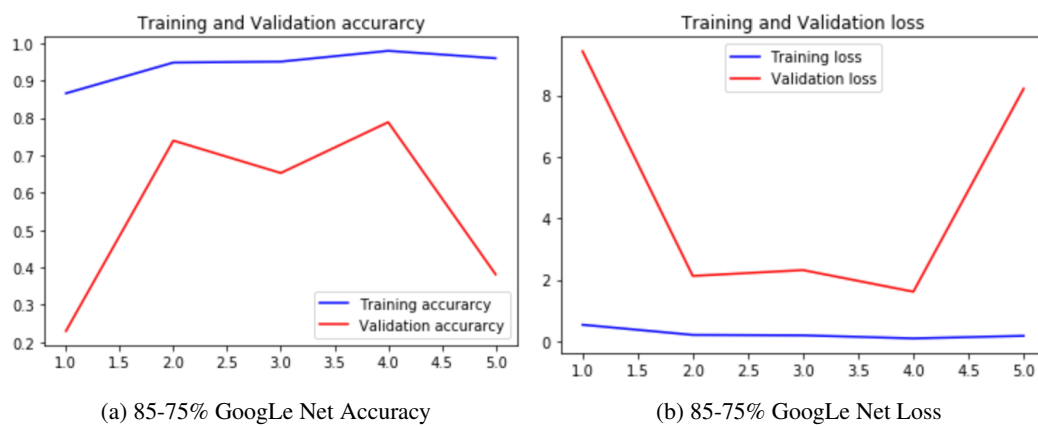 Training and Validation accurarcy
1.0
0.9
0.8
0.7
0.6
0.5
0.4
0.3
0.2
Training accurarcy
Validation accurarcy
1.0 1.5 2.0 2.5 3.0 3.5 4.0 4.5 5.0
(a) 85-75% GoogLe Net Accuracy
Training and Validation loss
Training loss
Validation loss
8
6
4
2
0
1.0 1.5 2.0 2.5 3.0 3.5 4.0 4.5 5.0
(b) 85-75% GoogLe Net Loss